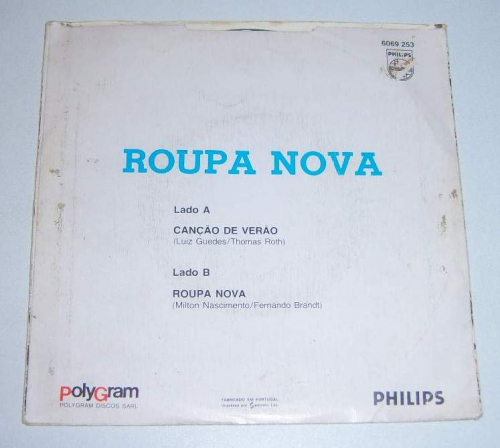 6069 253
PHILIPS
ROUPA NOVA
Lado A
CANÇÃO DE VERÃO
(Luiz Guedes/Thomas Roth)
Lado B
ROUPA NOVA
(Milton Nascimento/Fernando Brandt)
PolyGram
POLYGRAM DISCOS SARL
FABRICADO EM PORTUGAL
PHILIPS